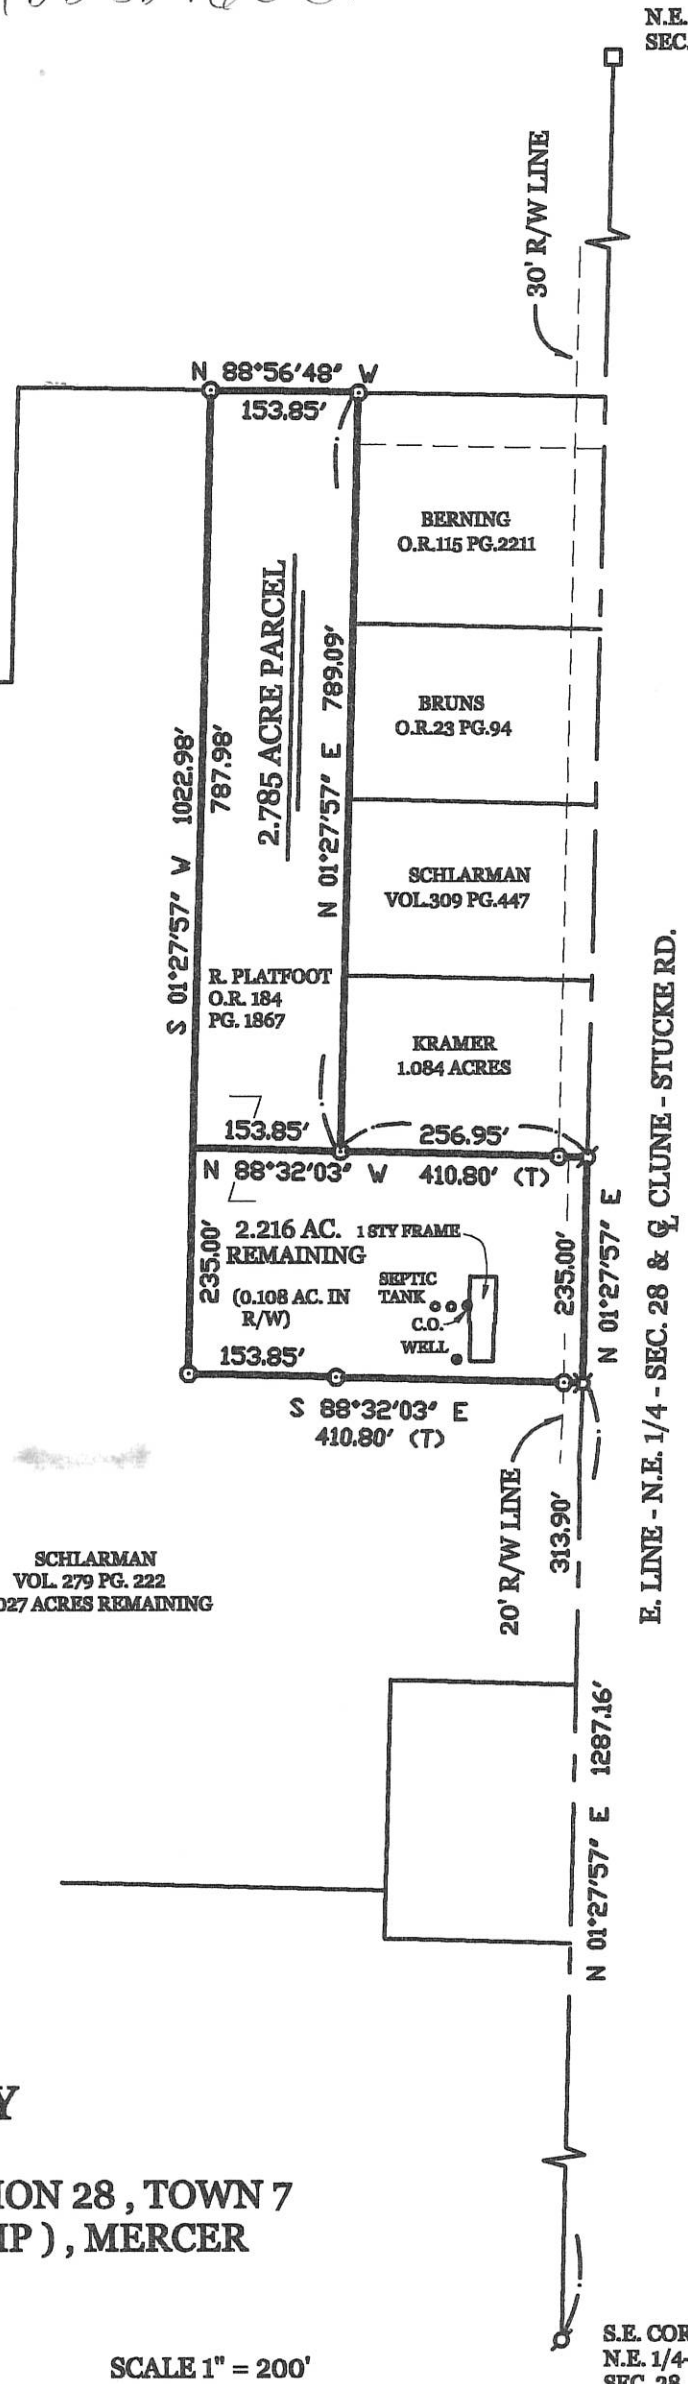 N.E.
SEC.
30' R/W LINE
N 88°56'48" W
153.85'
BERNING
O.R.115 PG.2211
2.785 ACRE PARCEL
N 01°27'57" E 789.09'
BRUNS
O.R.23 PG.94
S 01°27'57" W 1022.98'
787.98'
SCHLARMAN
VOL.309 PG.447
R. PLATFOOT
O.R. 184
PG. 1867
KRAMER
1.084 ACRES
E. LINE - N.E. 1/4 - SEC. 28 & ℄ CLUNE - STUCKE RD.
153.85'
256.95'
N 88°32'03" W 410.80' (T)
235.00'
2.216 AC.
REMAINING
(0.108 AC. IN
R/W)
1 STY FRAME
SEPTIC
TANK
C.O.
WELL
235.00'
N 01°27'57" E
153.85'
S 88°32'03" E
410.80' (T)
20' R/W LINE
313.90'
SCHLARMAN
VOL. 279 PG. 222
027 ACRES REMAINING
N 01°27'57" E 1287.16'
Y
ION 28 , TOWN 7
IP ) , MERCER
SCALE 1" = 200'
S.E. COR
N.E. 1/4-
SEC. 28